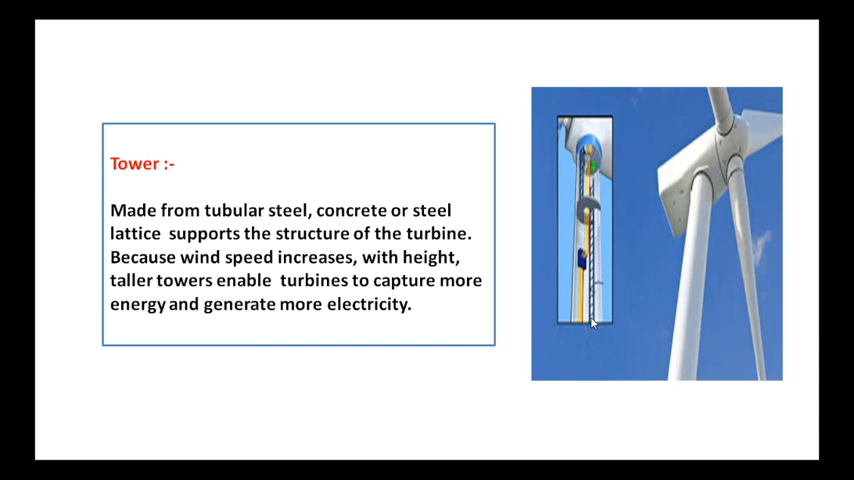 Tower :-
Made from tubular steel, concrete or steel
lattice  supports the structure of the turbine.
Because wind speed increases, with height,
taller towers enable  turbines to capture more
energy and generate more electricity.